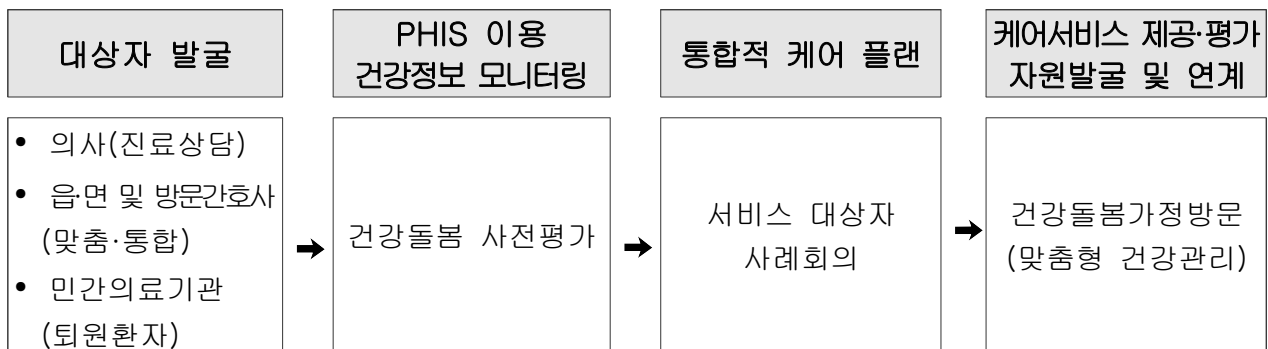 대상자 발굴
PHIS 이용
건강정보 모니터링
통합적 케어 플랜
케어서비스 제공·평가
자원발굴 및 연계
• 의사(진료상담)
• 읍·면 및 방문간호사
(맞춤·통합)
• 민간의료기관
(퇴원환자)
건강돌봄 사전평가
서비스 대상자
사례회의
건강돌봄가정방문
(맞춤형 건강관리)